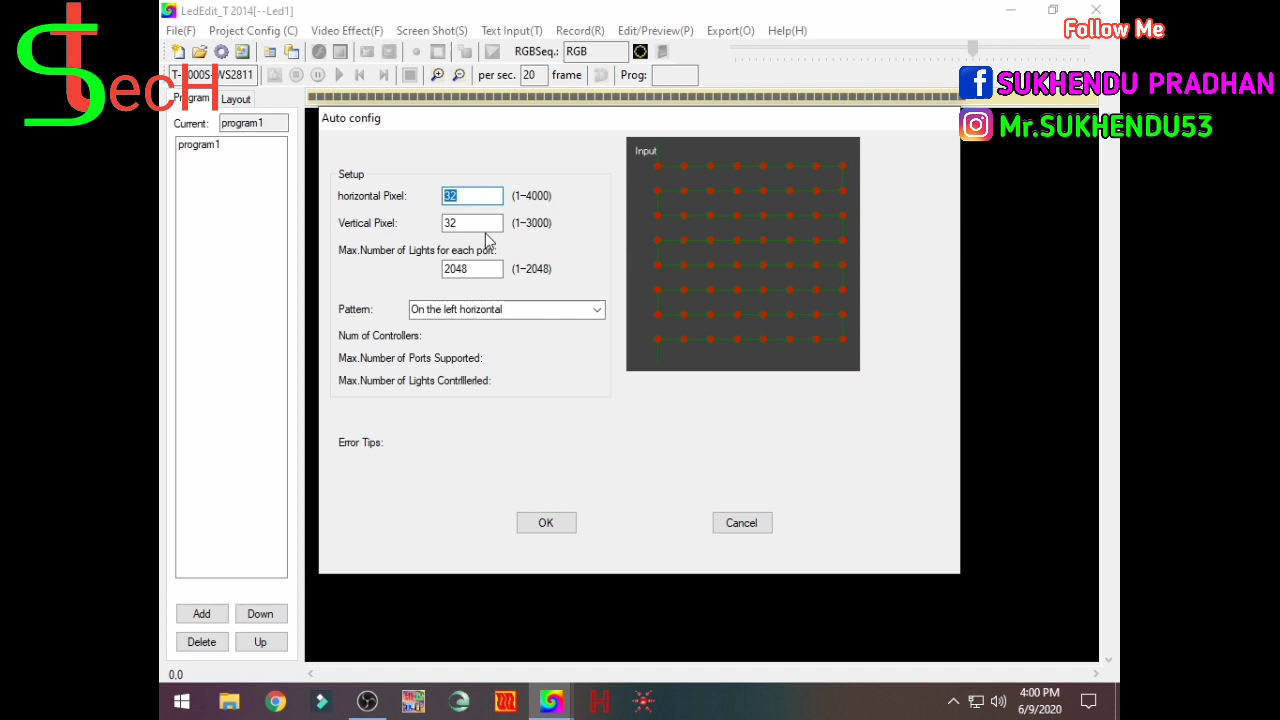 LedEdit_T 2014[--Led1]
File(F) Project Config (C) Video Effect(F) Screen Shot(S) Text Input(T) Record(R) Edit/Preview(P) Export(O) Help(H)
Follow Me
RGBSeq.: RGB
per sec. 20 frame Prog:
STecH
SUKHENDU PRADHAN
Mr.SUKHENDU53
Program Layout
Current: program1
program1
Auto config
Setup
horizontal Pixel: 32 (1-4000)
Vertical Pixel: 32 (1-3000)
Max.Number of Lights for each port:
2048 (1-2048)
Pattern: On the left horizontal
Num of Controllers:
Max.Number of Ports Supported:
Max.Number of Lights Contrlllerled:
Error Tips:
Input
OK Cancel
Add Down
Delete Up
0.0
4:00 PM
6/9/2020